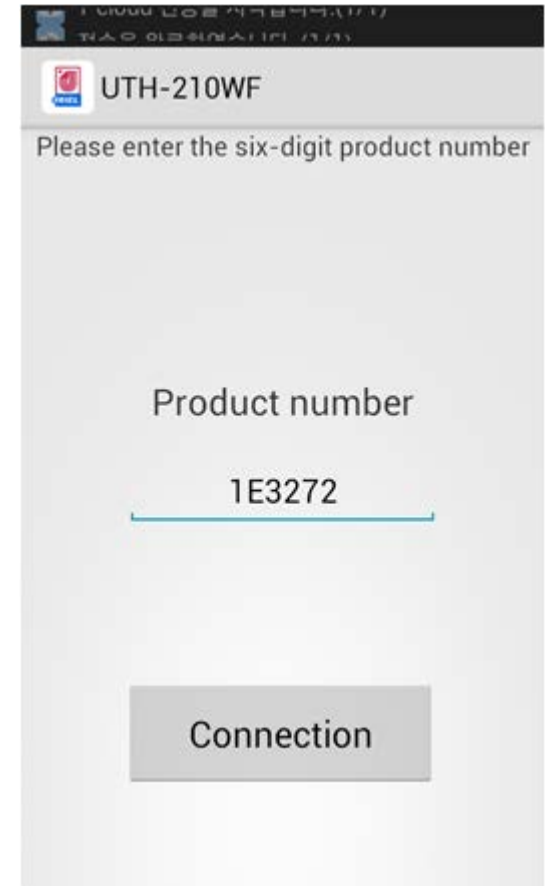 UTH-210WF
Please enter the six-digit product number
Product number
1E3272
Connection